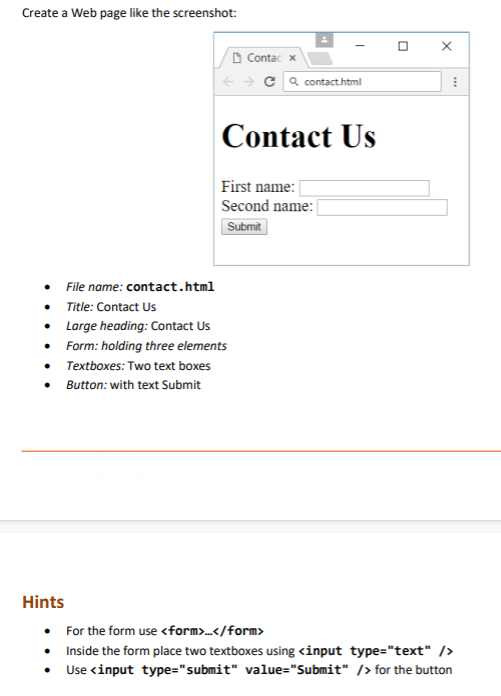 Create a Web page like the screenshot:
Contac x
contact.html
Contact Us
First name:
Second name:
Submit
• File name: contact.html
• Title: Contact Us
• Large heading: Contact Us
• Form: holding three elements
• Textboxes: Two text boxes
• Button: with text Submit
Hints
• For the form use <form>…</form>
• Inside the form place two textboxes using <input type="text" />
• Use <input type="submit" value="Submit" /> for the button